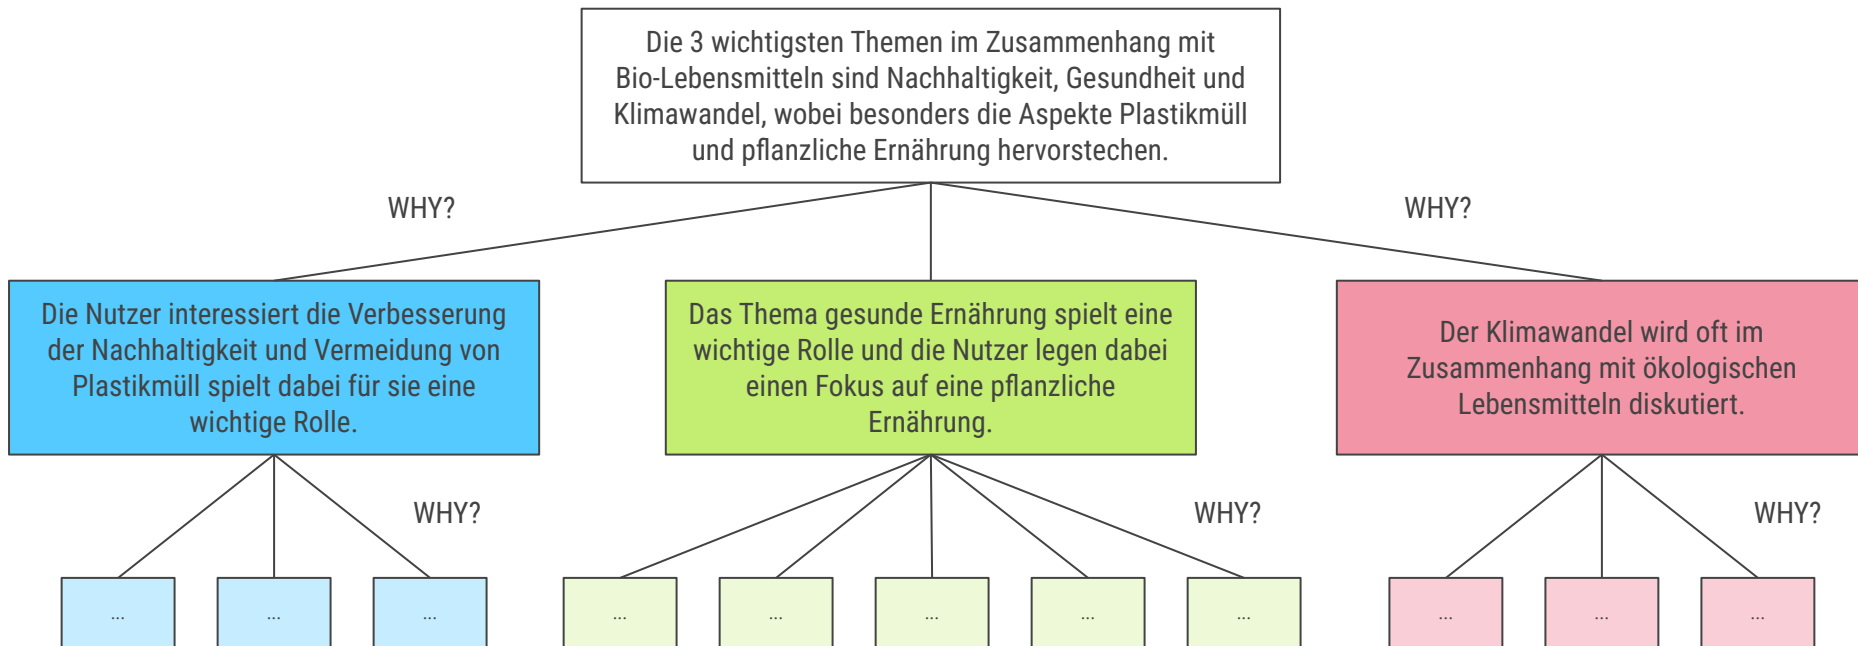 Die 3 wichtigsten Themen im Zusammenhang mit
Bio-Lebensmitteln sind Nachhaltigkeit, Gesundheit und
Klimawandel, wobei besonders die Aspekte Plastikmüll
und pflanzliche Ernährung hervorstechen.
WHY?
WHY?
Die Nutzer interessiert die Verbesserung
der Nachhaltigkeit und Vermeidung von
Plastikmüll spielt dabei für sie eine
wichtige Rolle.
Das Thema gesunde Ernährung spielt eine
wichtige Rolle und die Nutzer legen dabei
einen Fokus auf eine pflanzliche
Ernährung.
Der Klimawandel wird oft im
Zusammenhang mit ökologischen
Lebensmitteln diskutiert.
WHY?
WHY?
WHY?
...
...
...
...
...
...
...
...
...
...
...